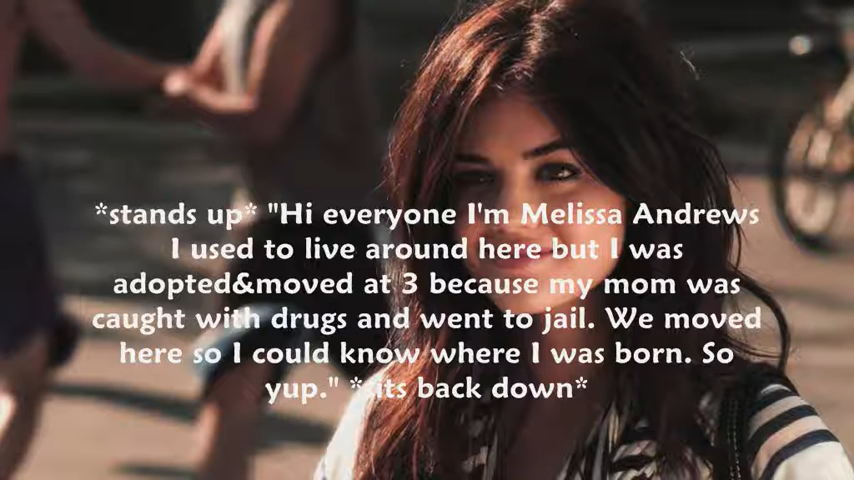 *stands up* "Hi everyone I'm Melissa Andrews
I used to live around here but I was
adopted&moved at 3 because my mom was
caught with drugs and went to jail. We moved
here so I could know where I was born. So
yup." *sits back down*